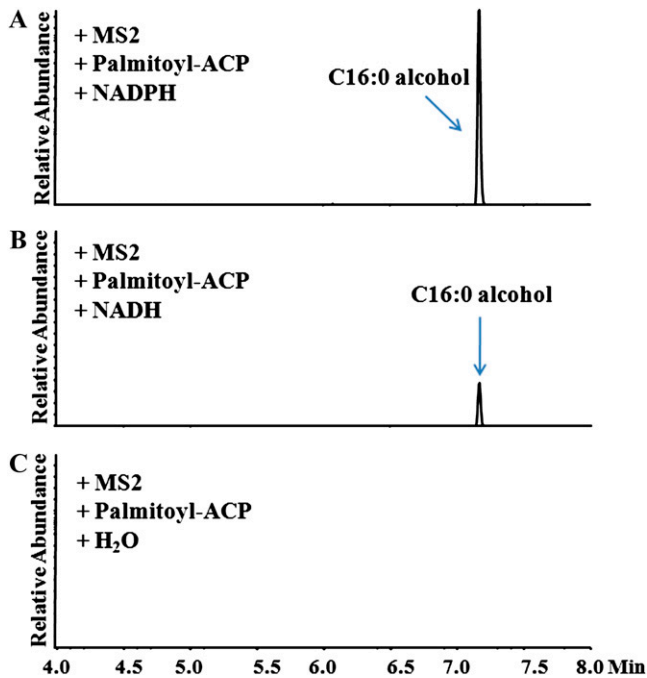 A
Relative Abundance
+ MS2
+ Palmitoyl-ACP
+ NADPH
C16:0 alcohol
B
Relative Abundance
+ MS2
+ Palmitoyl-ACP
+ NADH
C16:0 alcohol
C
Relative Abundance
+ MS2
+ Palmitoyl-ACP
+ H₂O
4.0 4.5 5.0 5.5 6.0 6.5 7.0 7.5 8.0 Min